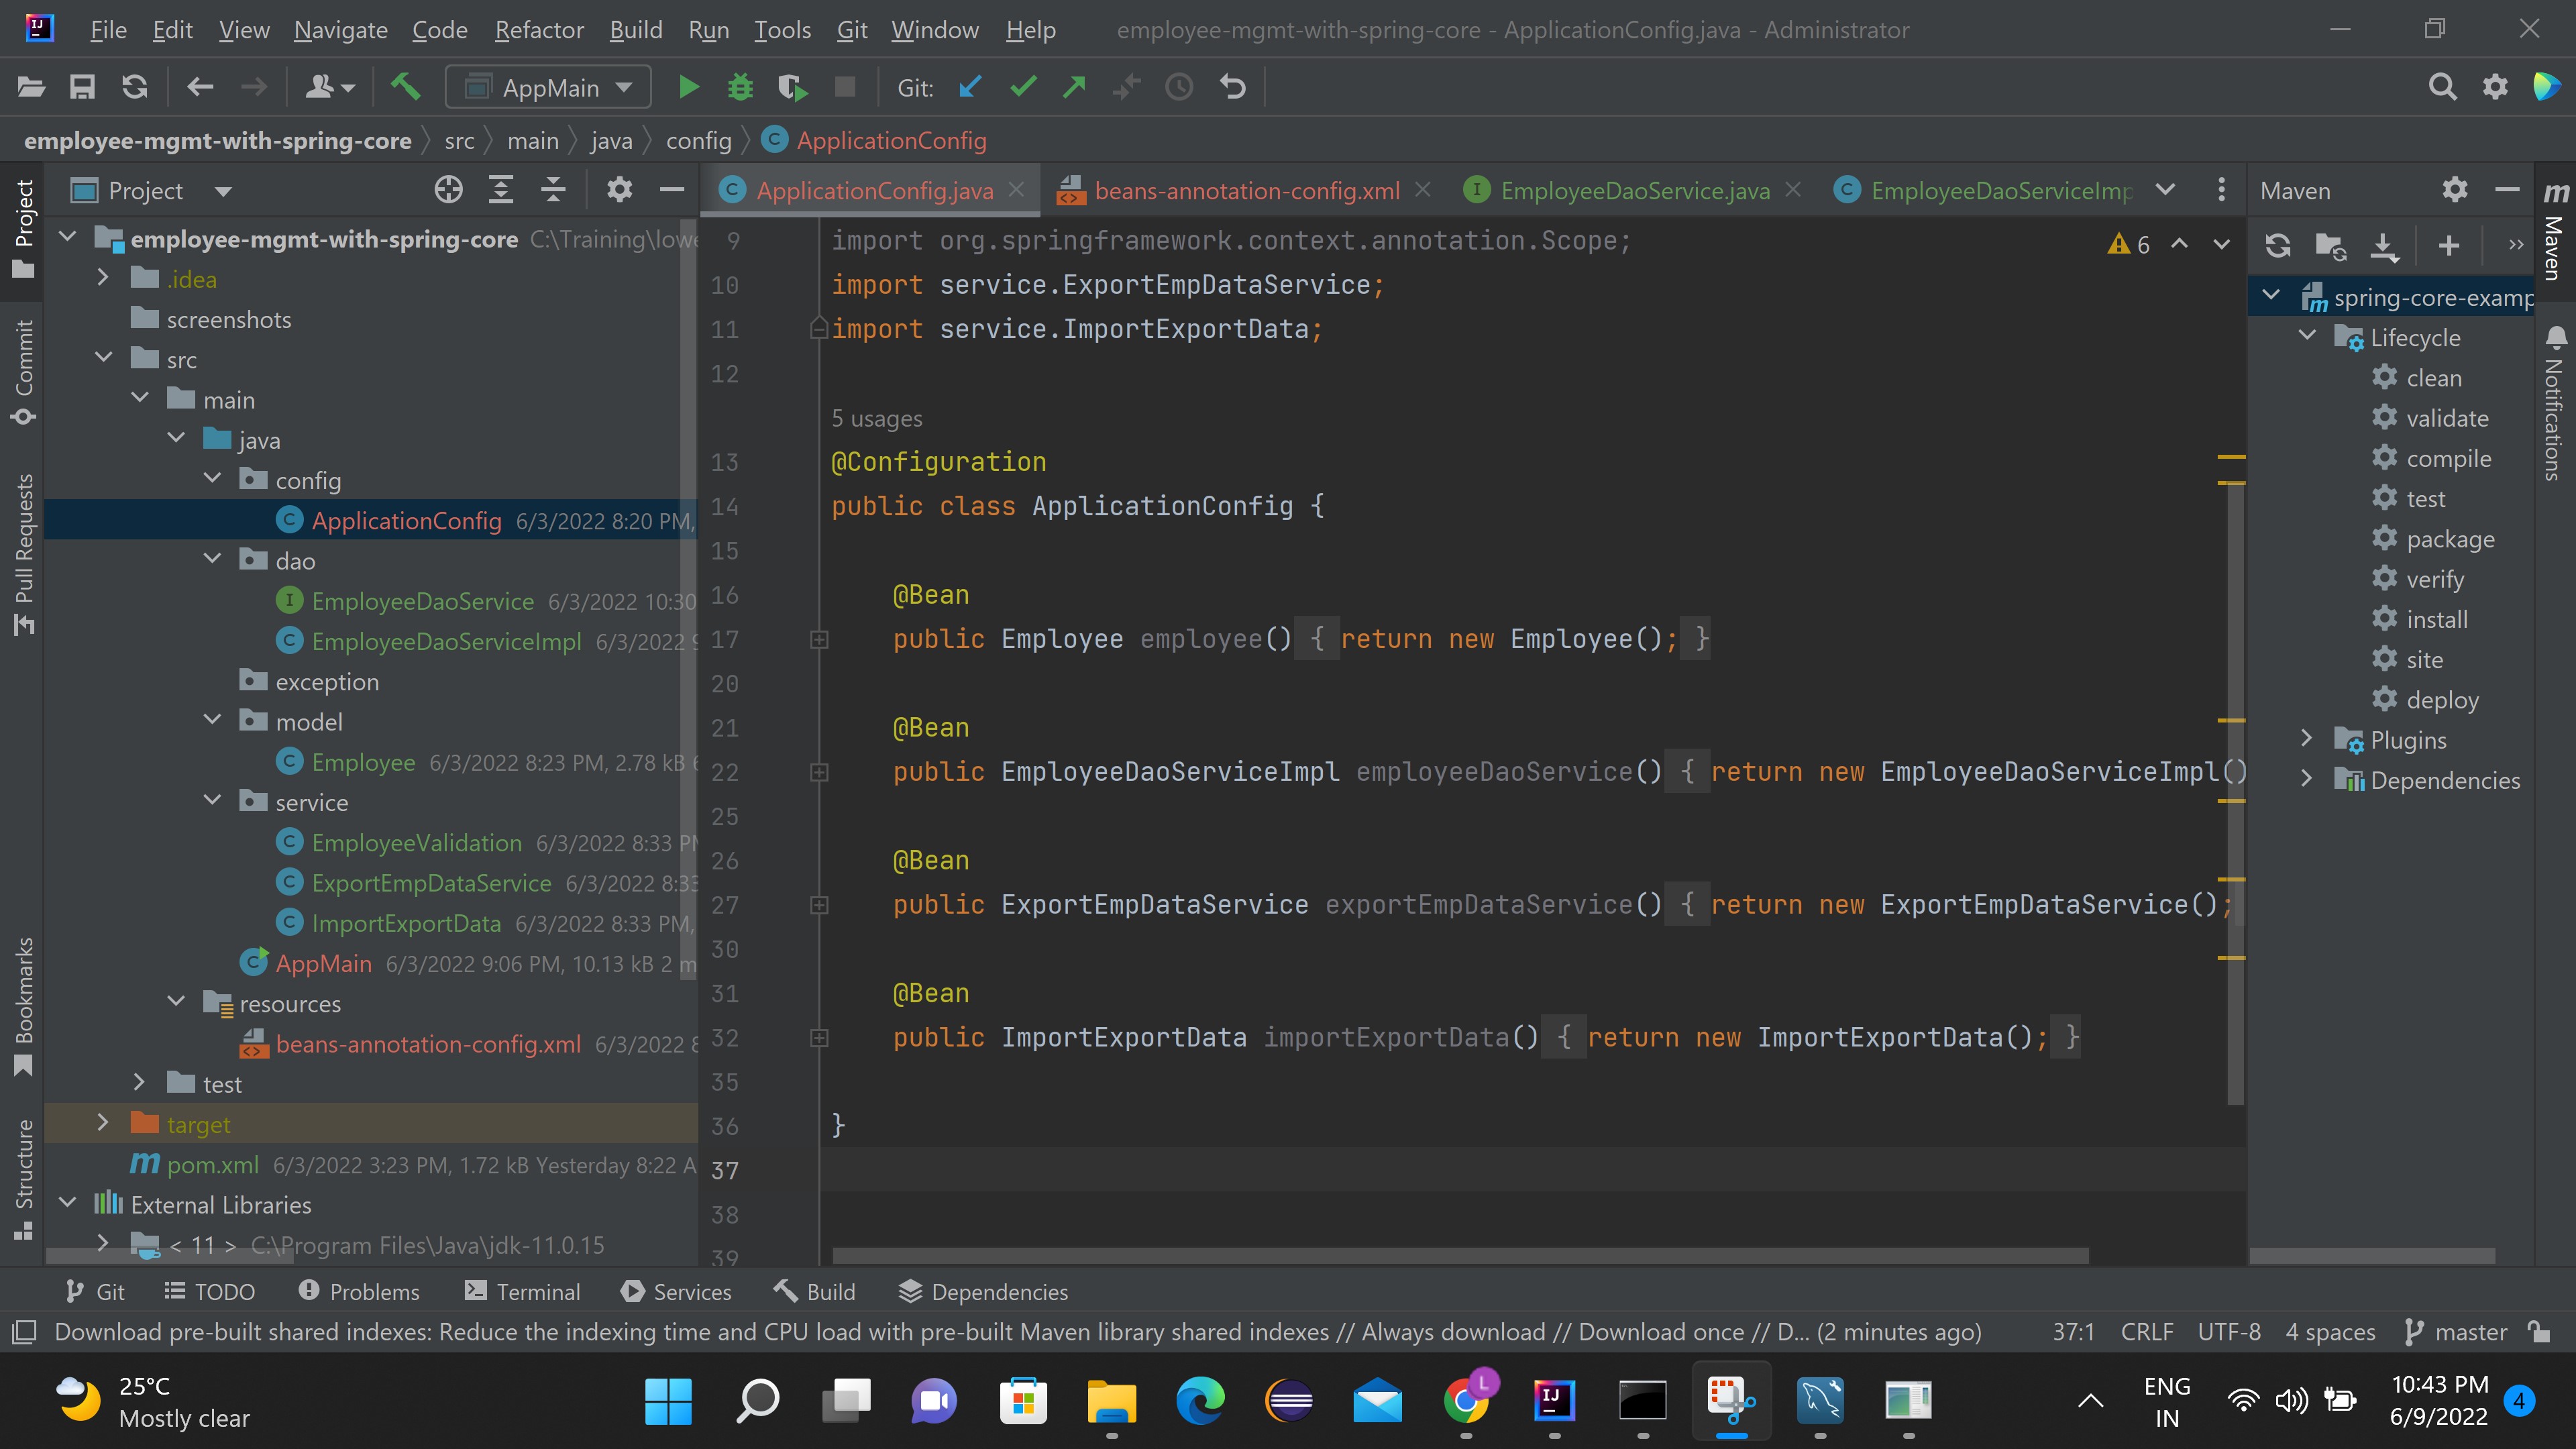 File Edit View Navigate Code Refactor Build Run Tools Git Window Help employee-mgmt-with-spring-core - ApplicationConfig.java - Administrator
AppMain Git:
employee-mgmt-with-spring-core src main java config ApplicationConfig
Project
Commit
Pull Requests
Bookmarks
Structure
Project
employee-mgmt-with-spring-core C:\Training\lowe
.idea
screenshots
src
main
java
config
ApplicationConfig 6/3/2022 8:20 PM,
dao
EmployeeDaoService 6/3/2022 10:30
EmployeeDaoServiceImpl 6/3/2022 9
exception
model
Employee 6/3/2022 8:23 PM, 2.78 kB 6
service
EmployeeValidation 6/3/2022 8:33 PM
ExportEmpDataService 6/3/2022 8:33
ImportExportData 6/3/2022 8:33 PM,
AppMain 6/3/2022 9:06 PM, 10.13 kB 2 m
resources
beans-annotation-config.xml 6/3/2022 8
test
target
pom.xml 6/3/2022 3:23 PM, 1.72 kB Yesterday 8:22 A
External Libraries
< 11 > C:\Program Files\Java\jdk-11.0.15
ApplicationConfig.java beans-annotation-config.xml EmployeeDaoService.java EmployeeDaoServiceImp
6
9 import org.springframework.context.annotation.Scope;
10 import service.ExportEmpDataService;
11 import service.ImportExportData;
12
5 usages
13 @Configuration
14 public class ApplicationConfig {
15
16 @Bean
17 public Employee employee() { return new Employee(); }
20
21 @Bean
22 public EmployeeDaoServiceImpl employeeDaoService() { return new EmployeeDaoServiceImpl()
25
26 @Bean
27 public ExportEmpDataService exportEmpDataService() { return new ExportEmpDataService();
30
31 @Bean
32 public ImportExportData importExportData() { return new ImportExportData(); }
35
36 }
37
38
39
Maven
spring-core-examp
Lifecycle
clean
validate
compile
test
package
verify
install
site
deploy
Plugins
Dependencies
Maven
Notifications
Git TODO Problems Terminal Services Build Dependencies
Download pre-built shared indexes: Reduce the indexing time and CPU load with pre-built Maven library shared indexes // Always download // Download once // D... (2 minutes ago) 37:1 CRLF UTF-8 4 spaces master
25°C
Mostly clear
L
IJ
ENG
IN
10:43 PM
6/9/2022
4